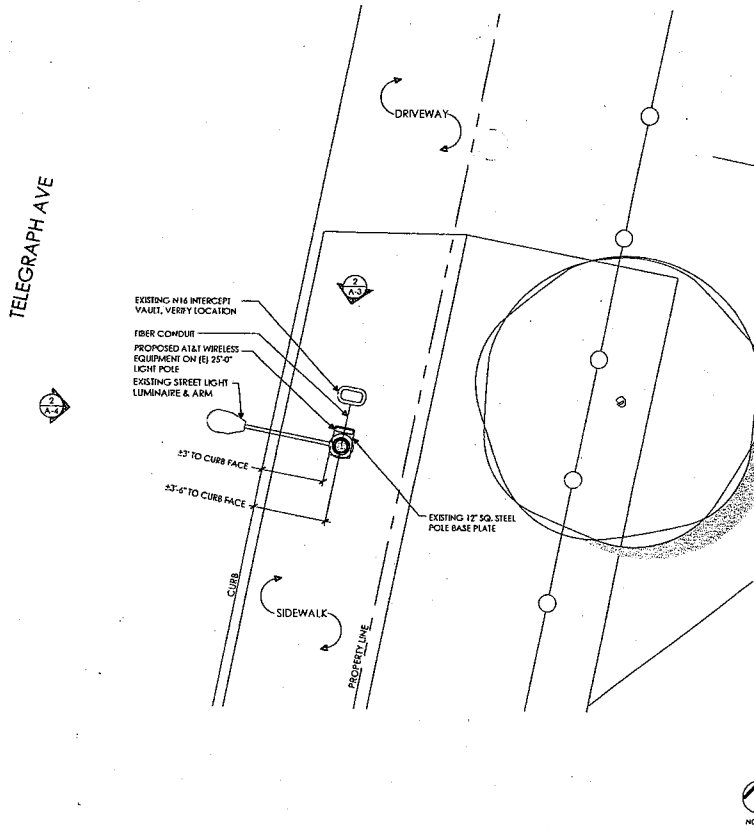 DRIVEWAY
TELEGRAPH AVE
2
A-3
EXISTING N16 INTERCEPT
VAULT, VERIFY LOCATION
FIBER CONDUIT
PROPOSED AT&T WIRELESS
EQUIPMENT ON (E) 25'-0"
LIGHT POLE
EXISTING STREET LIGHT
LUMINAIRE & ARM
2
A-4
±3' TO CURB FACE
±3'-6" TO CURB FACE
EXISTING 12" SQ. STEEL
POLE BASE PLATE
CURB
SIDEWALK
PROPERTY LINE